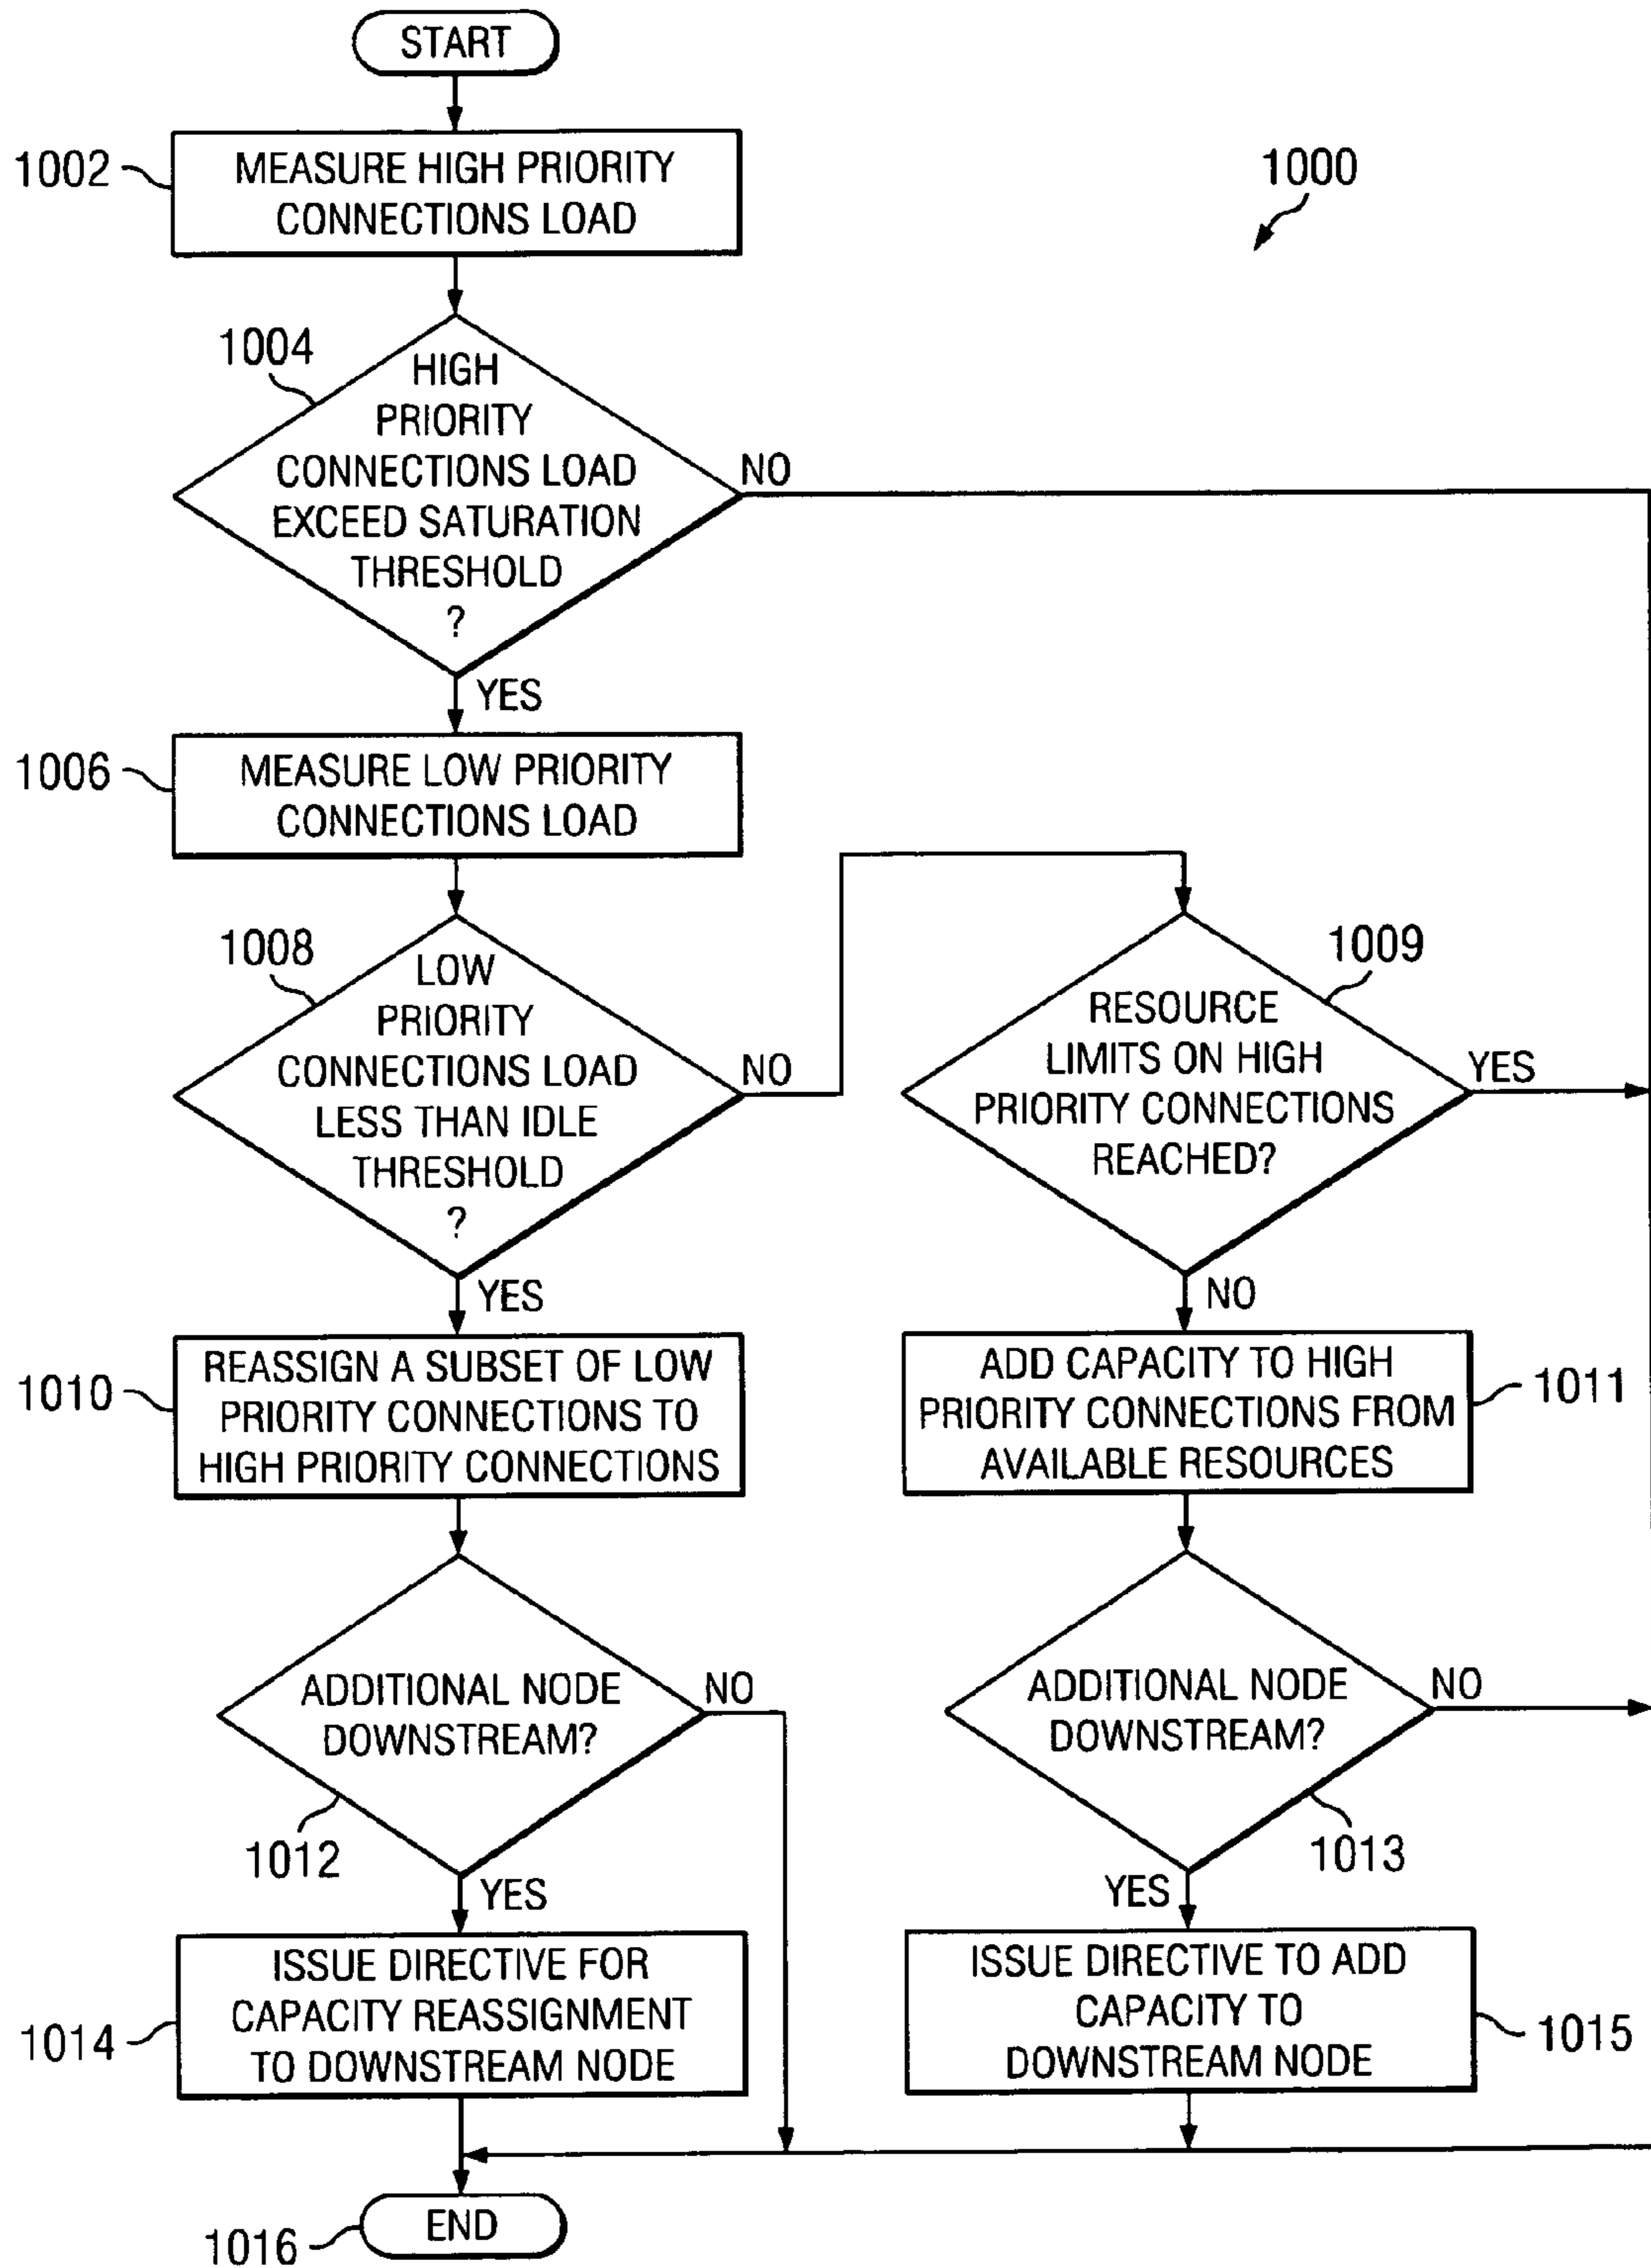 START
1002
MEASURE HIGH PRIORITY
CONNECTIONS LOAD
1000
1004
HIGH
PRIORITY
CONNECTIONS LOAD
EXCEED SATURATION
THRESHOLD
?
NO
YES
1006
MEASURE LOW PRIORITY
CONNECTIONS LOAD
1008
LOW
PRIORITY
CONNECTIONS LOAD
LESS THAN IDLE
THRESHOLD
?
NO
YES
1009
RESOURCE
LIMITS ON HIGH
PRIORITY CONNECTIONS
REACHED?
YES
NO
1010
REASSIGN A SUBSET OF LOW
PRIORITY CONNECTIONS TO
HIGH PRIORITY CONNECTIONS
ADD CAPACITY TO HIGH
PRIORITY CONNECTIONS FROM
AVAILABLE RESOURCES
1011
ADDITIONAL NODE
DOWNSTREAM?
NO
1012
YES
ADDITIONAL NODE
DOWNSTREAM?
NO
1013
YES
ISSUE DIRECTIVE FOR
CAPACITY REASSIGNMENT
TO DOWNSTREAM NODE
1014
ISSUE DIRECTIVE TO ADD
CAPACITY TO
DOWNSTREAM NODE
1015
END
1016